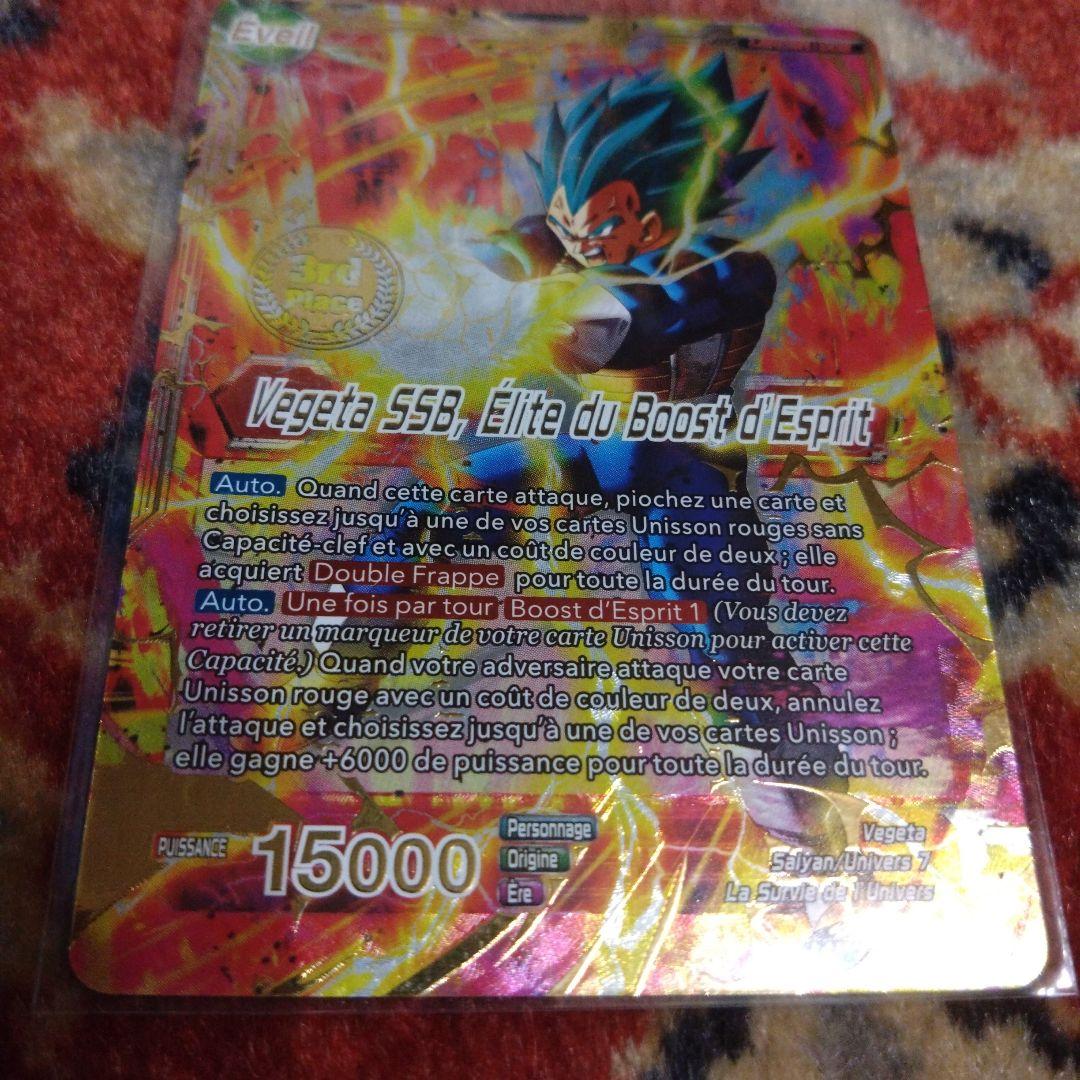 Éveil
3rd
place
Vegeta SSB, Élite du Boost d'Esprit
Auto. Quand cette carte attaque, piochez une carte et
choisissez jusqu'à une de vos cartes Unisson rouges sans
Capacité-clef et avec un coût de couleur de deux ; elle
acquiert Double Frappe pour toute la durée du tour.
Auto. Une fois par tour Boost d'Esprit 1 (Vous devez
retirer un marqueur de votre carte Unisson pour activer cette
Capacité.) Quand votre adversaire attaque votre carte
Unisson rouge avec un coût de couleur de deux, annulez
l'attaque et choisissez jusqu'à une de vos cartes Unisson ;
elle gagne +6000 de puissance pour toute la durée du tour.
PUISSANCE 15000
Personnage Vegeta
Origine Saiyan/Univers 7
Ère La Survie de l'Univers